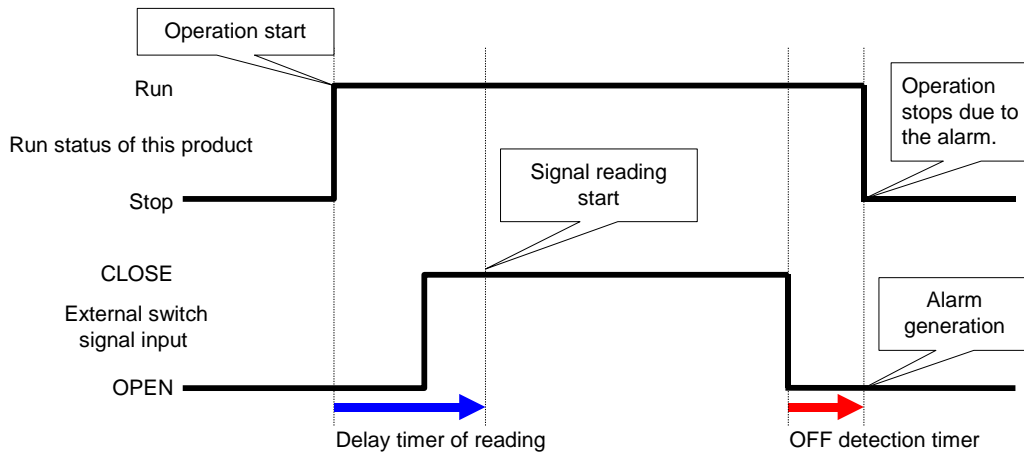 Operation start
Run
Operation
stops due to
the alarm.
Run status of this product
Signal reading
start
Stop
CLOSE
External switch
signal input
Alarm
generation
OPEN
Delay timer of reading
OFF detection timer